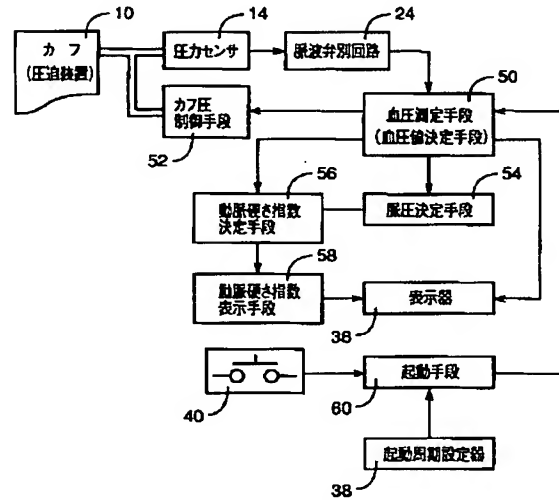 10
14
24
カフ
(圧迫装置)
圧力センサ
脈波弁別回路
50
カフ圧
制御手段
52
血圧測定手段
(血圧値決定手段)
56
54
動脈硬さ指数
決定手段
脈圧決定手段
58
動脈硬さ指数
表示手段
表示器
38
40
起動手段
60
起動周期設定器
38